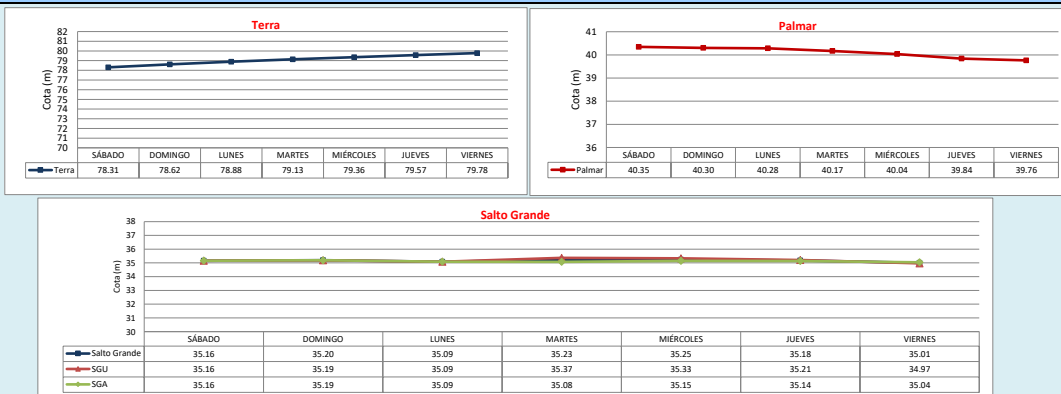 Terra
Cota (m)
82
81
80
79
78
77
76
75
74
73
72
71
70
SÁBADO DOMINGO LUNES MARTES MIÉRCOLES JUEVES VIERNES
Terra 78.31 78.62 78.88 79.13 79.36 79.57 79.78
Palmar
Cota (m)
41
40
39
38
37
36
SÁBADO DOMINGO LUNES MARTES MIÉRCOLES JUEVES VIERNES
Palmar 40.35 40.30 40.28 40.17 40.04 39.84 39.76
Salto Grande
Cota (m)
38
37
36
35
34
33
32
31
30
SÁBADO DOMINGO LUNES MARTES MIÉRCOLES JUEVES VIERNES
Salto Grande 35.16 35.20 35.09 35.23 35.25 35.18 35.01
SGU 35.16 35.19 35.09 35.37 35.33 35.21 34.97
SGA 35.16 35.19 35.09 35.08 35.15 35.14 35.04